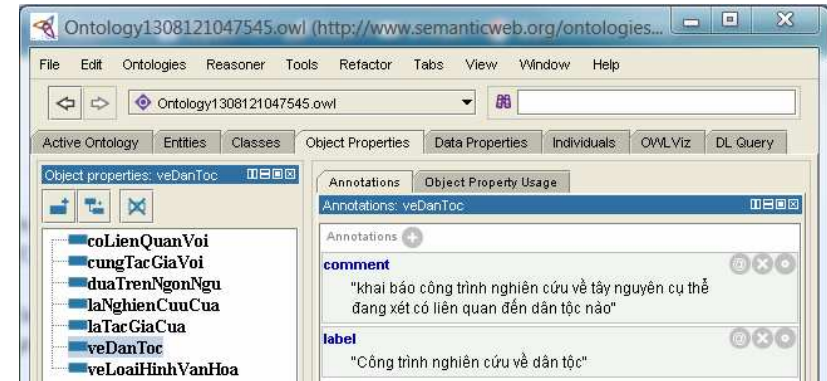 Ontology1308121047545.owl (http://www.semanticweb.org/ontologies...
File Edit Ontologies Reasoner Tools Refactor Tabs View Window Help
Ontology1308121047545.owl
Active Ontology Entities Classes Object Properties Data Properties Individuals OWLViz DL Query
Object properties: veDanToc
coLienQuanVoi
cungTacGiaVoi
duaTrenNgonNgu
laNghienCuuCua
laTacGiaCua
veDanToc
veLoaiHinhVanHoa
Annotations Object Property Usage
Annotations: veDanToc
Annotations
comment
"khai báo công trình nghiên cứu về tây nguyên cụ thể
đang xét có liên quan đến dân tộc nào"
label
"Công trình nghiên cứu về dân tộc"